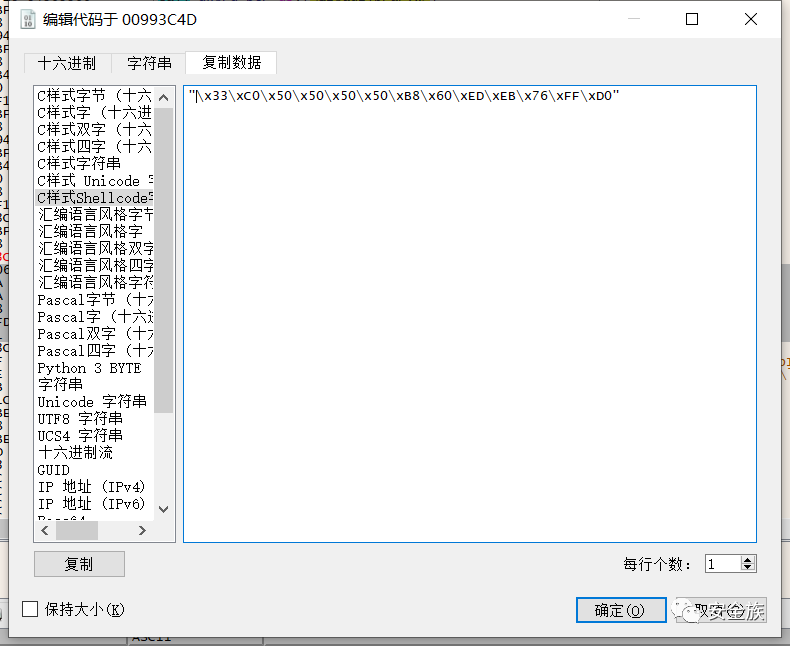 编辑代码于 00993C4D
十六进制 字符串 复制数据
C样式字节 (十六
C样式字 (十六进
C样式双字 (十六
C样式四字 (十六
C样式字符串
C样式 Unicode 字
C样式Shellcode字
汇编语言风格字节
汇编语言风格字
汇编语言风格双字
汇编语言风格四字
汇编语言风格字符
Pascal字节 (十六
Pascal字 (十六进
Pascal双字 (十六
Pascal四字 (十六
Python 3 BYTE
字符串
Unicode 字符串
UTF8 字符串
UCS4 字符串
十六进制流
GUID
IP 地址 (IPv4)
IP 地址 (IPv6)
"\x33\xC0\x50\x50\x50\x50\xB8\x60\xED\xEB\x76\xFF\xD0"
复制
每行个数： 1
保持大小(K)
确定(O)
安全族
ASCII